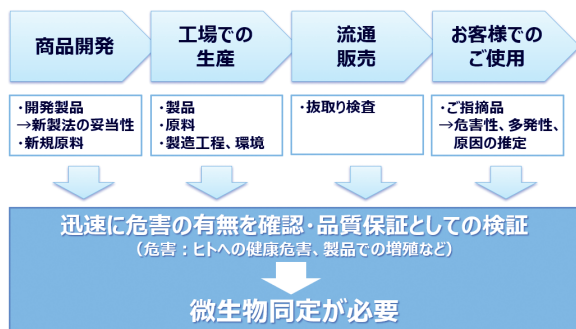 商品開発
工場での
生産
流通
販売
お客様での
ご使用
・開発製品
→新製法の妥当性
・新規原料
・製品
・原料
・製造工程、環境
・抜取り検査
・ご指摘品
→危害性、多発性、
原因の推定
迅速に危害の有無を確認・品質保証としての検証
（危害：ヒトへの健康危害、製品での増殖など）
微生物同定が必要